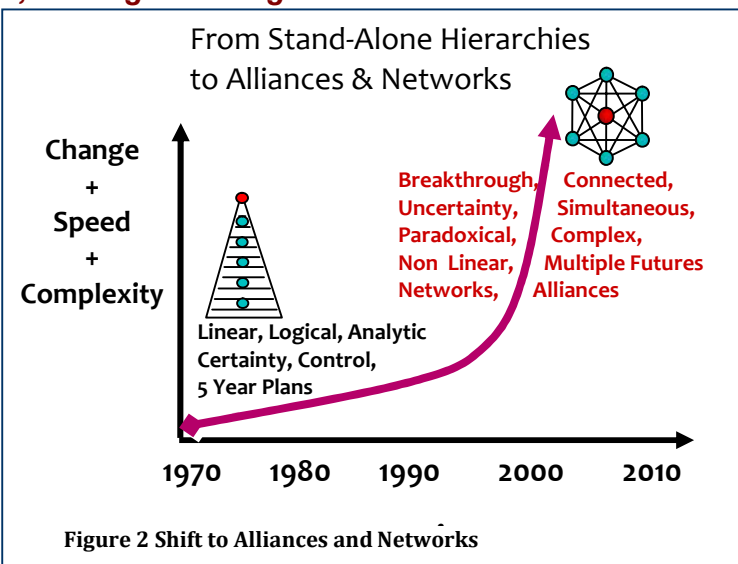 From Stand-Alone Hierarchies
to Alliances & Networks
Change
+
Speed
+
Complexity
Breakthrough, Connected,
Uncertainty, Simultaneous,
Paradoxical, Complex,
Non Linear, Multiple Futures
Networks, Alliances
Linear, Logical, Analytic
Certainty, Control,
5 Year Plans
1970 1980 1990 2000 2010
Figure 2 Shift to Alliances and Networks